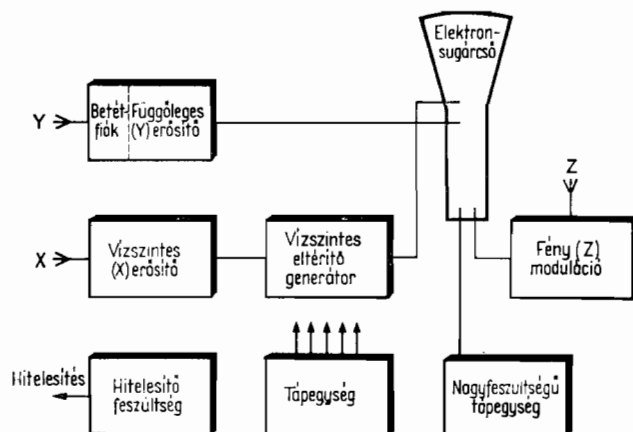 Elektron-
sugárcső
Y
Betét-
fiók
Függőleges
(Y) erősítő
Z
X
Vízszintes
(X) erősítő
Vízszintes
eltérítő
generátor
Fény (Z)
moduláció
Hitelesítés
Hitelesítő
feszültség
Tápegység
Nagyfeszültségű
tápegység